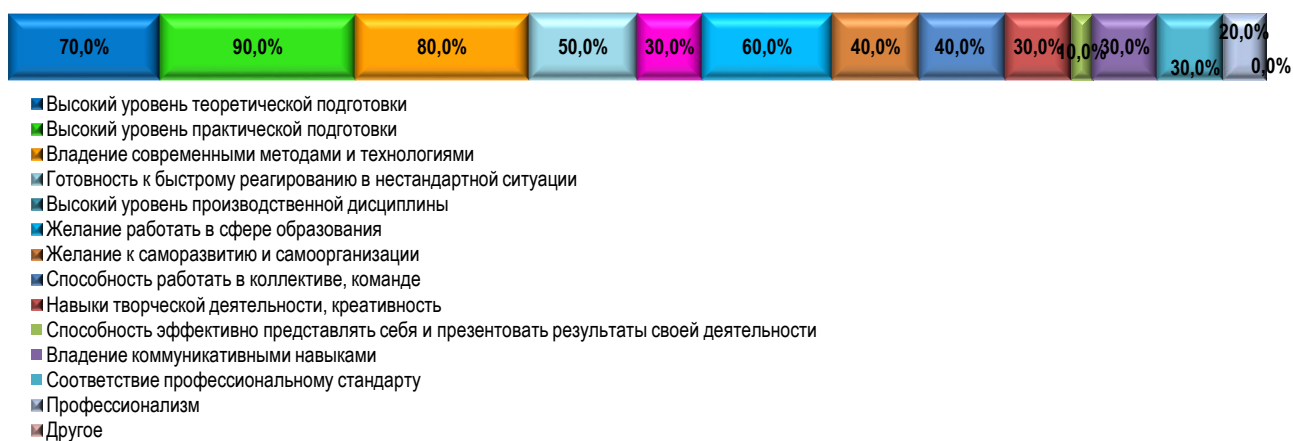 70,0% 90,0% 80,0% 50,0% 30,0% 60,0% 40,0% 40,0% 30,0% 10,0% 30,0% 30,0% 20,0% 0,0%
Высокий уровень теоретической подготовки
Высокий уровень практической подготовки
Владение современными методами и технологиями
Готовность к быстрому реагированию в нестандартной ситуации
Высокий уровень производственной дисциплины
Желание работать в сфере образования
Желание к саморазвитию и самоорганизации
Способность работать в коллективе, команде
Навыки творческой деятельности, креативность
Способность эффективно представлять себя и презентовать результаты своей деятельности
Владение коммуникативными навыками
Соответствие профессиональному стандарту
Профессионализм
Другое